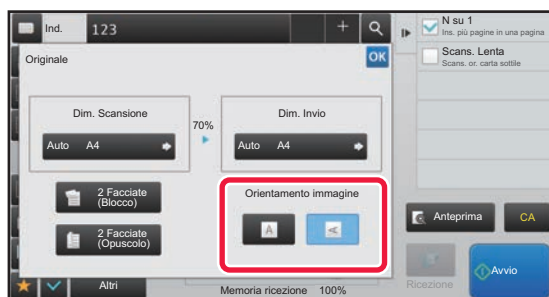 Ind.
123
N su 1
Ins. più pagine in una pagina
Scans. Lenta
Scans. or. carta sottile
Originale
OK
Dim. Scansione
70%
Dim. Invio
Auto A4
Auto A4
2 Facciate
(Blocco)
2 Facciate
(Opuscolo)
Orientamento immagine
A
A
Anteprima
CA
Altri
Memoria ricezione 100%
Ricezione
Avvio